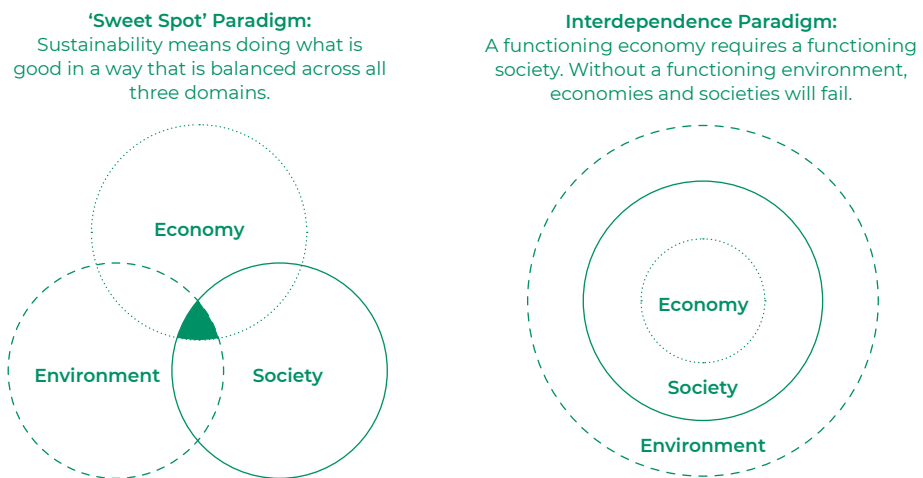 ‘Sweet Spot’ Paradigm:
Sustainability means doing what is
good in a way that is balanced across all
three domains.
Economy
Environment
Society
Interdependence Paradigm:
A functioning economy requires a functioning
society. Without a functioning environment,
economies and societies will fail.
Economy
Society
Environment